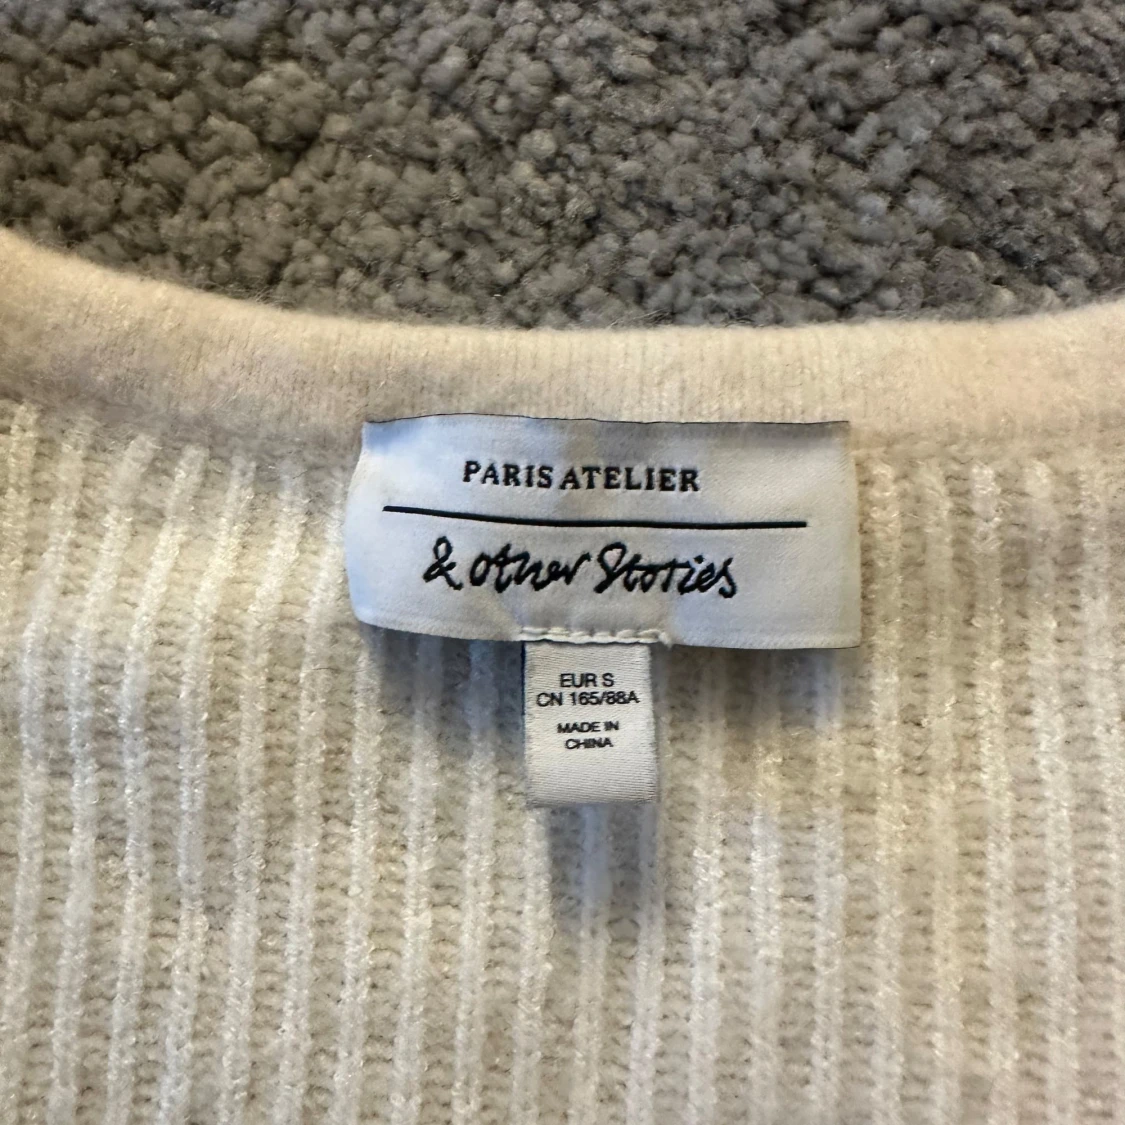 PARIS ATELIER
& other Stories
EUR S
CN 165/88A
MADE IN
CHINA